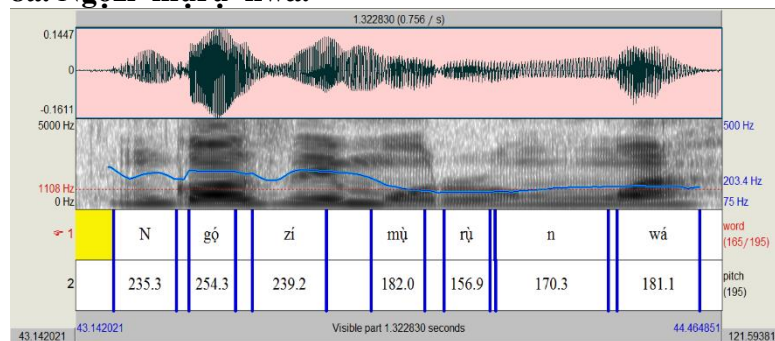 1.322830 (0.756 / s)
0.1447
0
-0.1611
5000 Hz 500 Hz
1108 Hz 203.4 Hz
0 Hz 75 Hz
☞ 1 N gọ́ zí mụ̀ rụ̀ n wá word (165/195)
2 235.3 254.3 239.2 182.0 156.9 170.3 181.1 pitch (195)
43.142021 44.464851
43.142021 Visible part 1.322830 seconds 121.59381